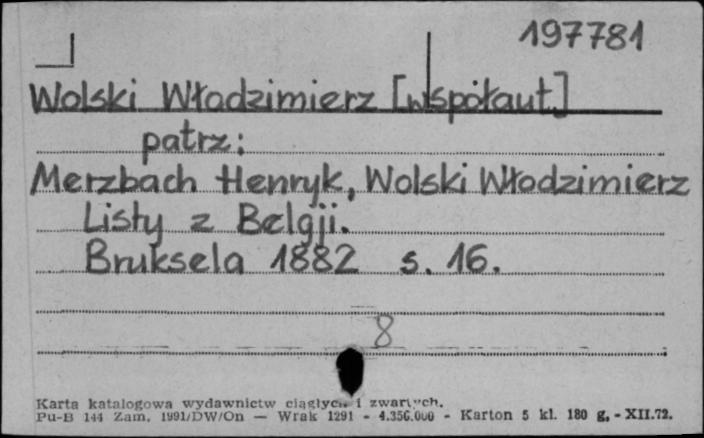 197781
Wolski Włodzimierz [współaut.]
patrz:
Merzbach Henryk, Wolski Włodzimierz
Listy z Belgji.
Bruksela 1882 s. 16.
8
Karta katalogowa wydawnictw ciągłych i zwartych.
Pu-B 144 Zam. 1991/DW/On — Wrak 1291 - 4.356.000 - Karton 5 kl. 180 g. - XII.72.